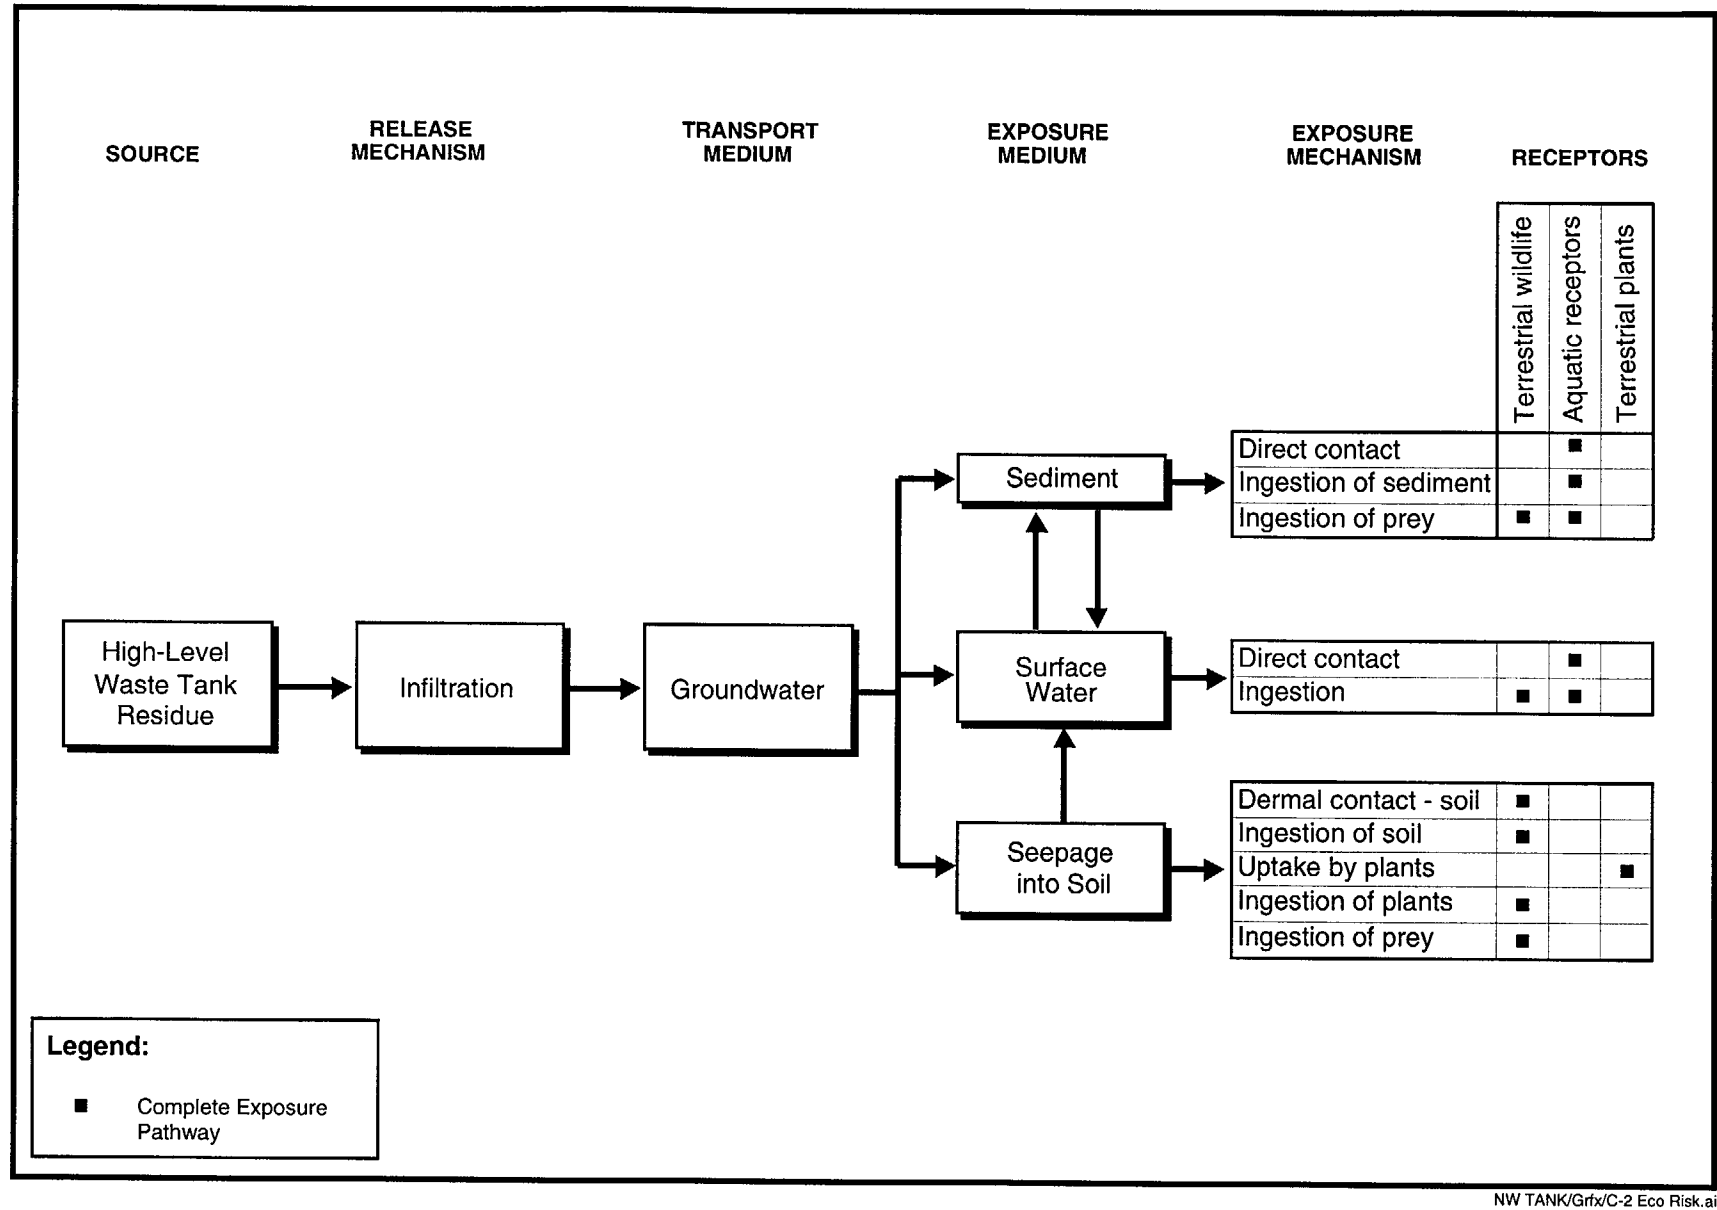 SOURCE
RELEASE
MECHANISM
TRANSPORT
MEDIUM
EXPOSURE
MEDIUM
EXPOSURE
MECHANISM
RECEPTORS
Terrestrial wildlife
Aquatic receptors
Terrestrial plants
High-Level
Waste Tank
Residue
Infiltration
Groundwater
Sediment
Direct contact
Ingestion of sediment
Ingestion of prey
Surface
Water
Direct contact
Ingestion
Seepage
into Soil
Dermal contact - soil
Ingestion of soil
Uptake by plants
Ingestion of plants
Ingestion of prey
Legend:
Complete Exposure
Pathway
NW TANK/Grfx/C-2 Eco Risk.ai